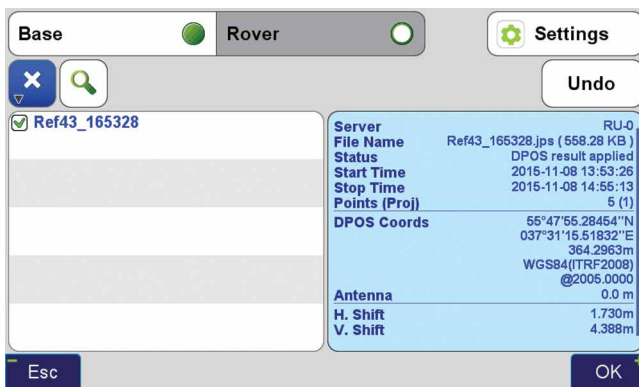 Base Rover Settings
Undo
Ref43_165328
Server RU-0
File Name Ref43_165328.jps ( 558.28 KB )
Status DPOS result applied
Start Time 2015-11-08 13:53:26
Stop Time 2015-11-08 14:55:13
Points (Proj) 5 (1)
DPOS Coords 55°47'55.28454"N
037°31'15.51832"E
364.2963m
WGS84(ITRF2008)
@2005.0000
Antenna 0.0 m
H. Shift 1.730m
V. Shift 4.388m
Esc OK